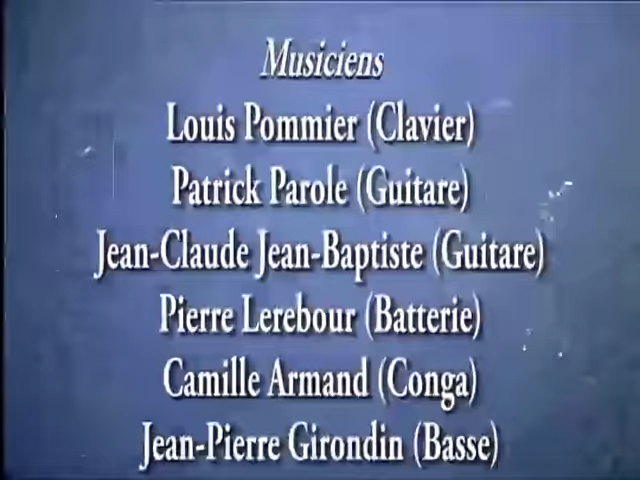 Musiciens
Louis Pommier (Clavier)
Patrick Parole (Guitare)
Jean-Claude Jean-Baptiste (Guitare)
Pierre Lerebour (Batterie)
Camille Armand (Conga)
Jean-Pierre Girondin (Basse)